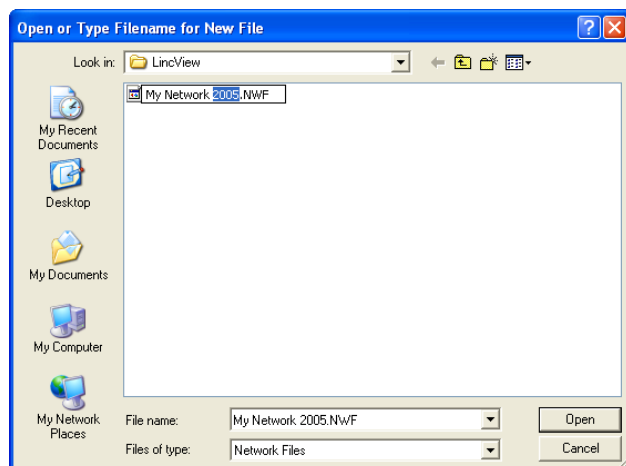 Open or Type Filename for New File
Look in: LincView
My Network 2005.NWF
My Recent
Documents
Desktop
My Documents
My Computer
My Network
Places
File name: My Network 2005.NWF Open
Files of type: Network Files Cancel